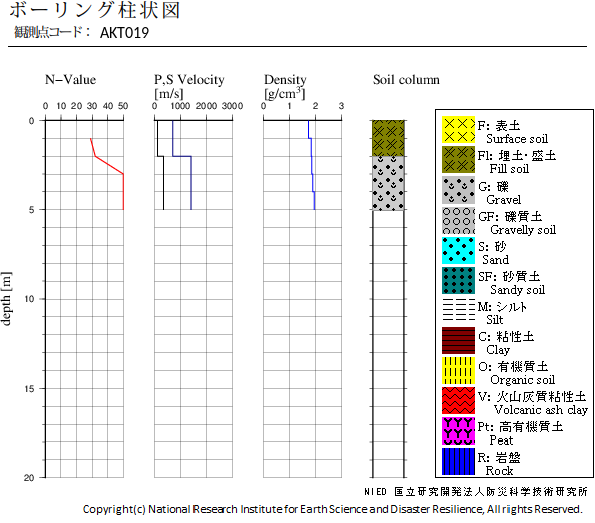 ボーリング柱状図
観測点コード： AKT019
N-Value
0 10 20 30 40 50
P,S Velocity
[m/s]
0 1000 2000 3000
Density
[g/cm3]
0 1 2 3
Soil column
depth [m]
0
5
10
15
20
F: 表土
Surface soil
Fl: 埋土・盛土
Fill soil
G: 礫
Gravel
GF: 礫質土
Gravelly soil
S: 砂
Sand
SF: 砂質土
Sandy soil
M: シルト
Silt
C: 粘性土
Clay
O: 有機質土
Organic soil
V: 火山灰質粘性土
Volcanic ash clay
Pt: 高有機質土
Peat
R: 岩盤
Rock
NIED 国立研究開発法人防災科学技術研究所
Copyright(c) National Research Institute for Earth Science and Disaster Resilience, All rights Reserved.